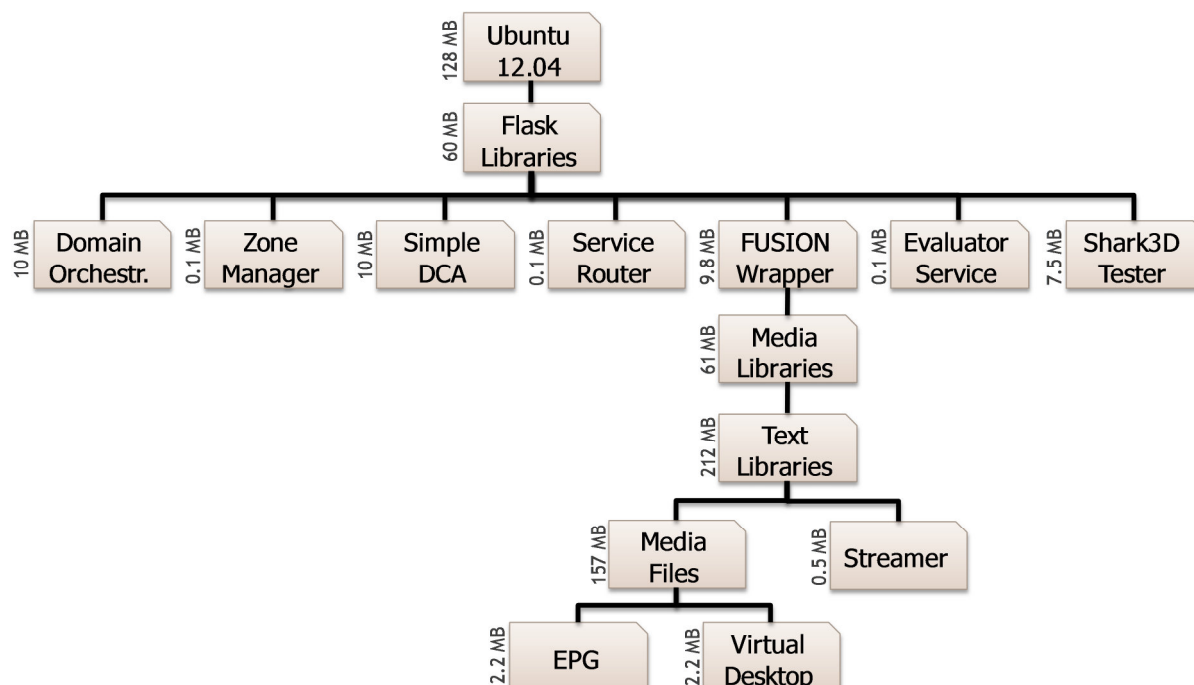 128 MB
Ubuntu
12.04
60 MB
Flask
Libraries
10 MB
Domain
Orchestr.
0.1 MB
Zone
Manager
10 MB
Simple
DCA
0.1 MB
Service
Router
9.8 MB
FUSION
Wrapper
0.1 MB
Evaluator
Service
7.5 MB
Shark3D
Tester
61 MB
Media
Libraries
212 MB
Text
Libraries
157 MB
Media
Files
0.5 MB
Streamer
2.2 MB
EPG
2.2 MB
Virtual
Desktop